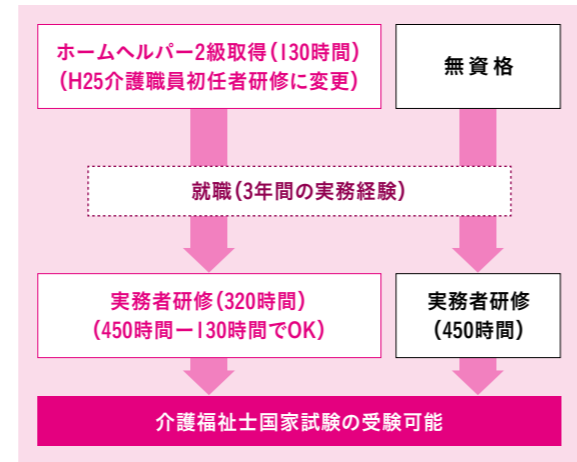 ホームヘルパー2級取得(130時間)
(H25介護職員初任者研修に変更)
無資格
就職(3年間の実務経験)
実務者研修(320時間)
(450時間ー130時間でOK)
実務者研修
(450時間)
介護福祉士国家試験の受験可能